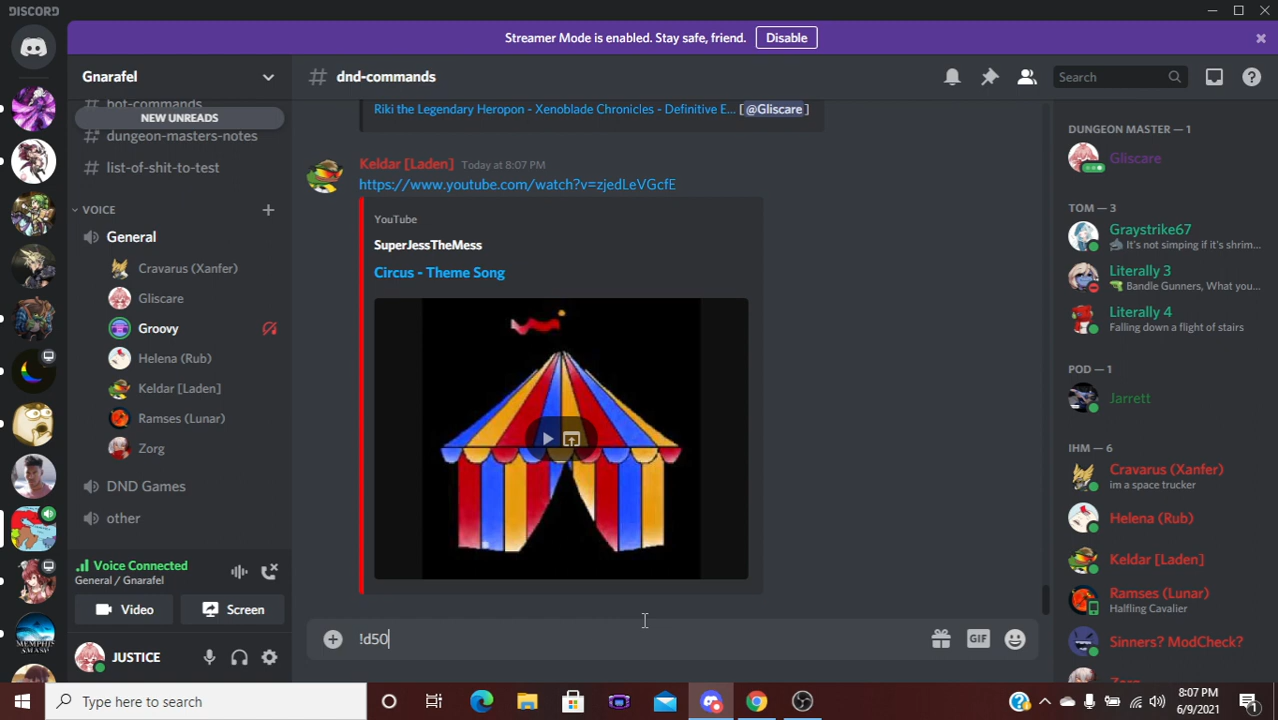 DISCORD
Streamer Mode is enabled. Stay safe, friend.
Disable
Gnarafel
bot-commands
NEW UNREADS
# dungeon-masters-notes
# list-of-shit-to-test
VOICE
General
Cravarus (Xanfer)
Gliscare
Groovy
Helena (Rub)
Keldar [Laden]
Ramses (Lunar)
Zorg
DND Games
other
Voice Connected
General / Gnarafel
Video
Screen
JUSTICE
# dnd-commands
Search
Riki the Legendary Heropon - Xenoblade Chronicles - Definitive E... [ @Gliscare ]
Keldar [Laden] Today at 8:07 PM
https://www.youtube.com/watch?v=zjedLeVGcfE
YouTube
SuperJessTheMess
Circus - Theme Song
!d50
GIF
DUNGEON MASTER — 1
Gliscare
TOM — 3
Graystrike67
It's not simping if it's shrim...
Literally 3
Bandle Gunners, What you...
Literally 4
Falling down a flight of stairs
POD — 1
Jarrett
IHM — 6
Cravarus (Xanfer)
im a space trucker
Helena (Rub)
Keldar [Laden]
Ramses (Lunar)
Halfling Cavalier
Sinners? ModCheck?
MEMPHIS
SMASH
Type here to search
8:07 PM
6/9/2021
1